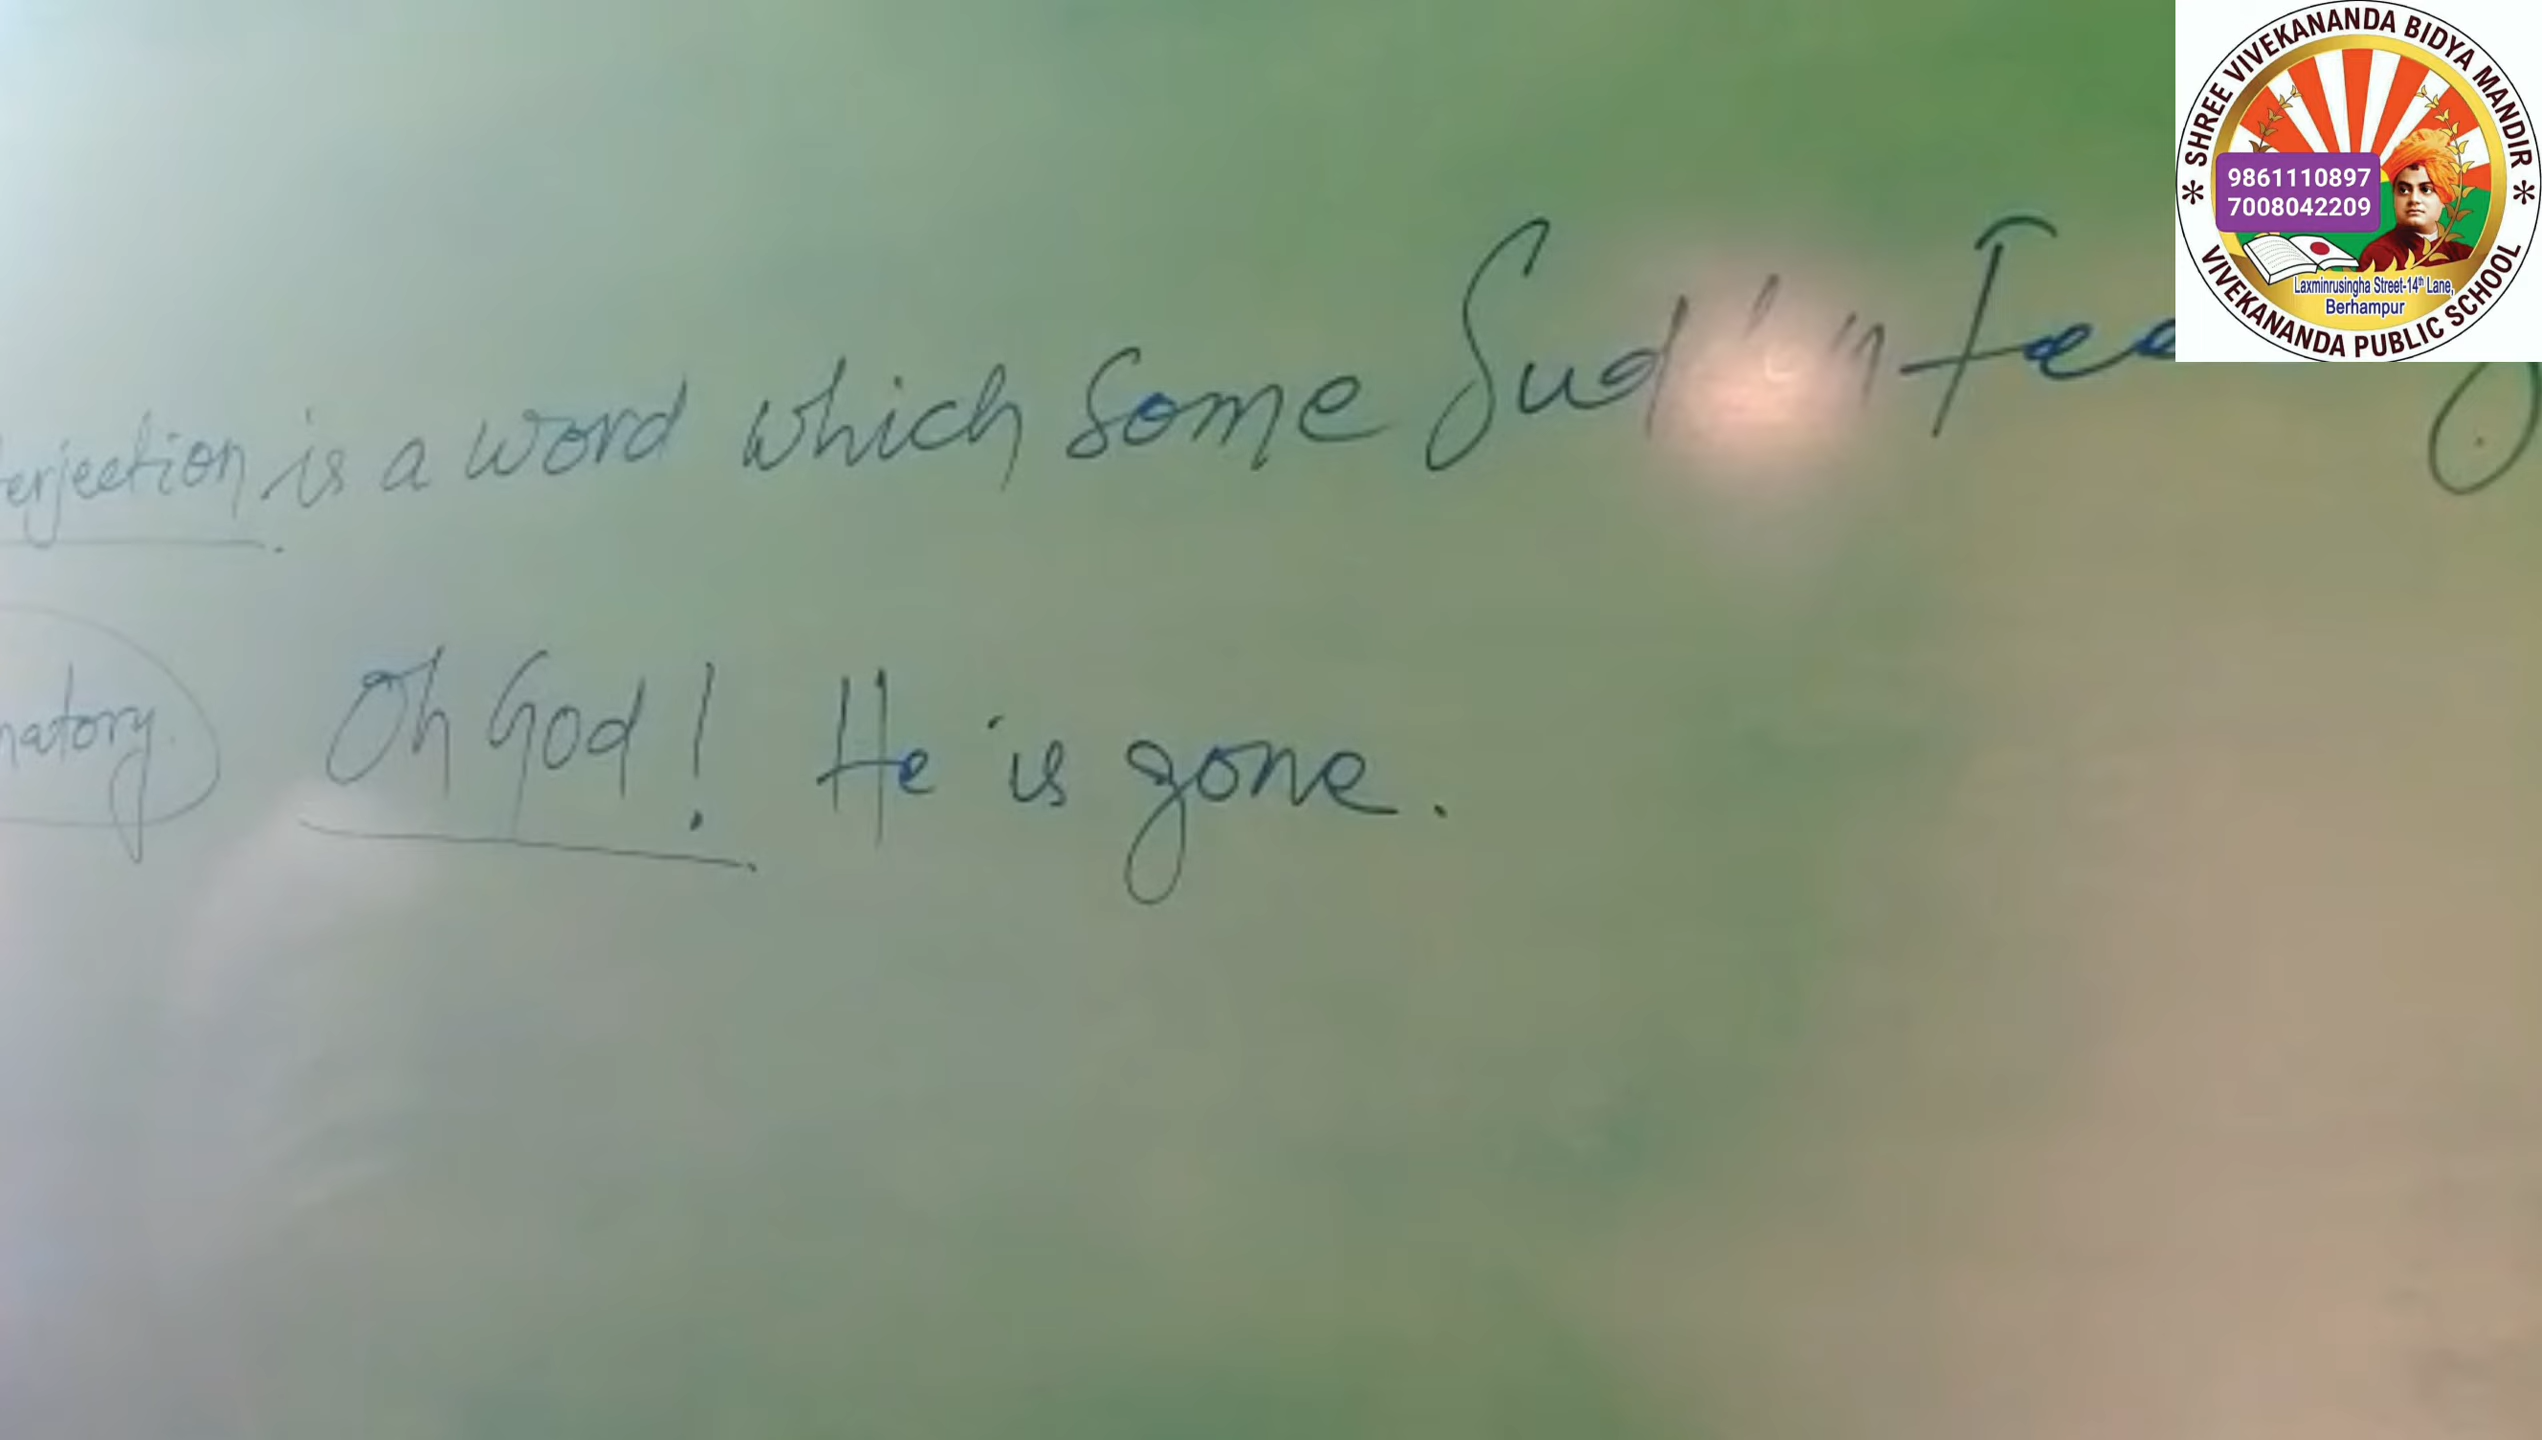 SHREE VIVEKANANDA BIDYA MANDIR
9861110897
7008042209
Laxminrusingha Street-14th Lane,
Berhampur
VIVEKANANDA PUBLIC SCHOOL
erjection is a word which some
natory. Oh God! He is gone.